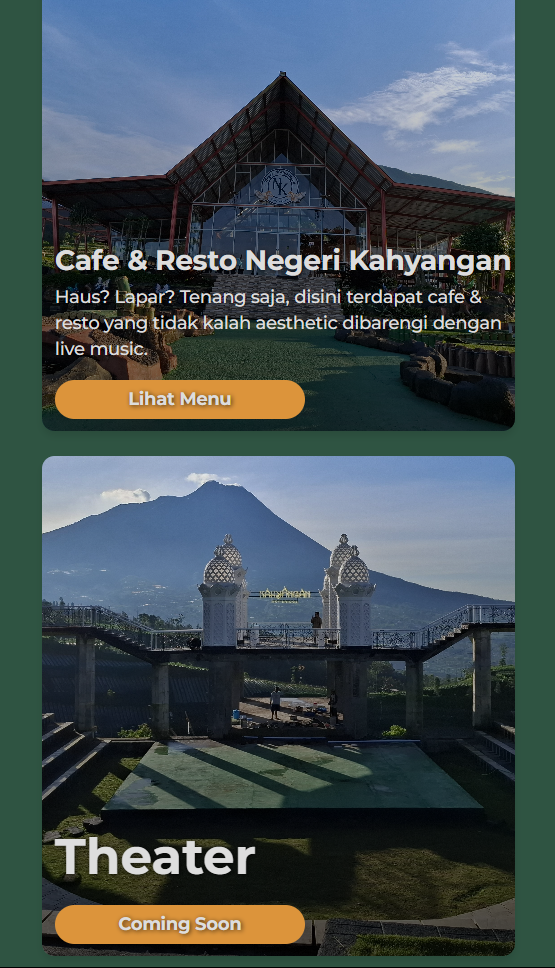 NK
Cafe & Resto Negeri Kahyangan
Haus? Lapar? Tenang saja, disini terdapat cafe &
resto yang tidak kalah aesthetic dibarengi dengan
live music.
Lihat Menu
KAHYANGAN
Theater
Coming Soon